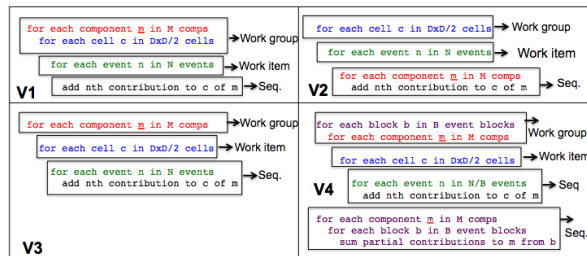 for each component m in M comps
for each cell c in DxD/2 cells
Work group
for each event n in N events
Work item
add nth contribution to c of m
Seq.
V1
for each cell c in DxD/2 cells
Work group
for each event n in N events
Work item
for each component m in M comps
add nth contribution to c of m
Seq.
V2
for each component m in M comps
Work group
for each cell c in DxD/2 cells
Work item
for each event n in N events
add nth contribution to c of m
Seq.
V3
for each block b in B event blocks
for each component m in M comps
Work group
for each cell c in DxD/2 cells
Work item
V4
for each event n in N/B events
add nth contribution to c of m
Seq
for each component m in M comps
for each block b in B event blocks
sum partial contributions to m from b
Seq.